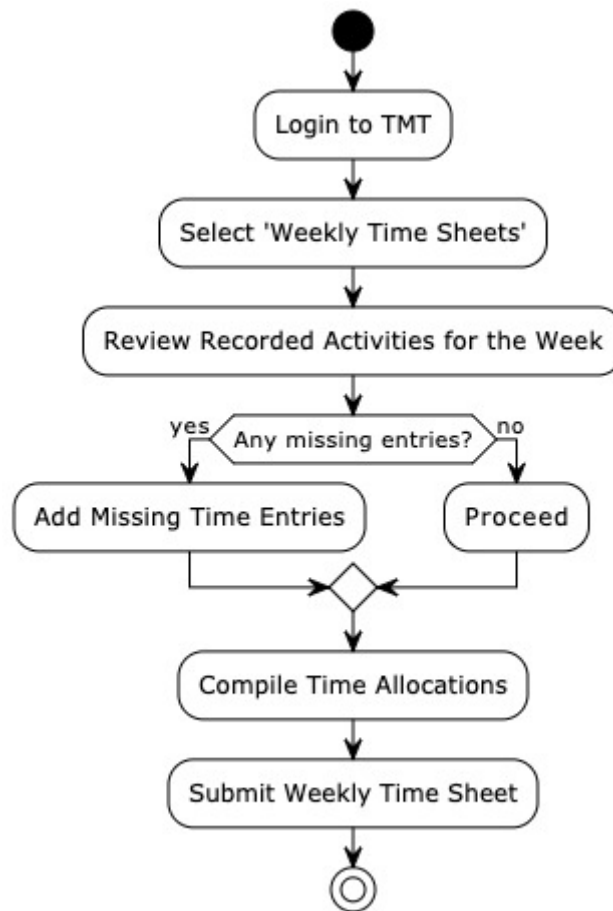 Login to TMT
Select 'Weekly Time Sheets'
Review Recorded Activities for the Week
yes
Any missing entries?
no
Add Missing Time Entries
Proceed
Compile Time Allocations
Submit Weekly Time Sheet